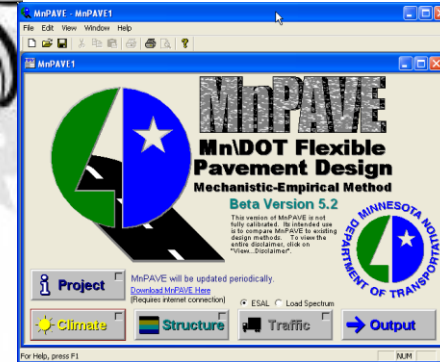 MnPAVE - MnPAVE1
File Edit View Window Help
MnPAVE1
MnPAVE
Mn\DOT Flexible
Pavement Design
Mechanistic-Empirical Method
Beta Version 5.2
This version of MnPAVE is not
fully calibrated. Its intended use
is to compare MnPAVE to existing
design methods. To view the
entire disclaimer, click on
"View...Disclaimer".
MINNESOTA
DEPARTMENT OF TRANSPORTATION
Project
MnPAVE will be updated periodically.
Download MnPAVE Here
(Requires internet connection)
ESAL Load Spectrum
Climate
Structure
Traffic
Output
For Help, press F1
NUM